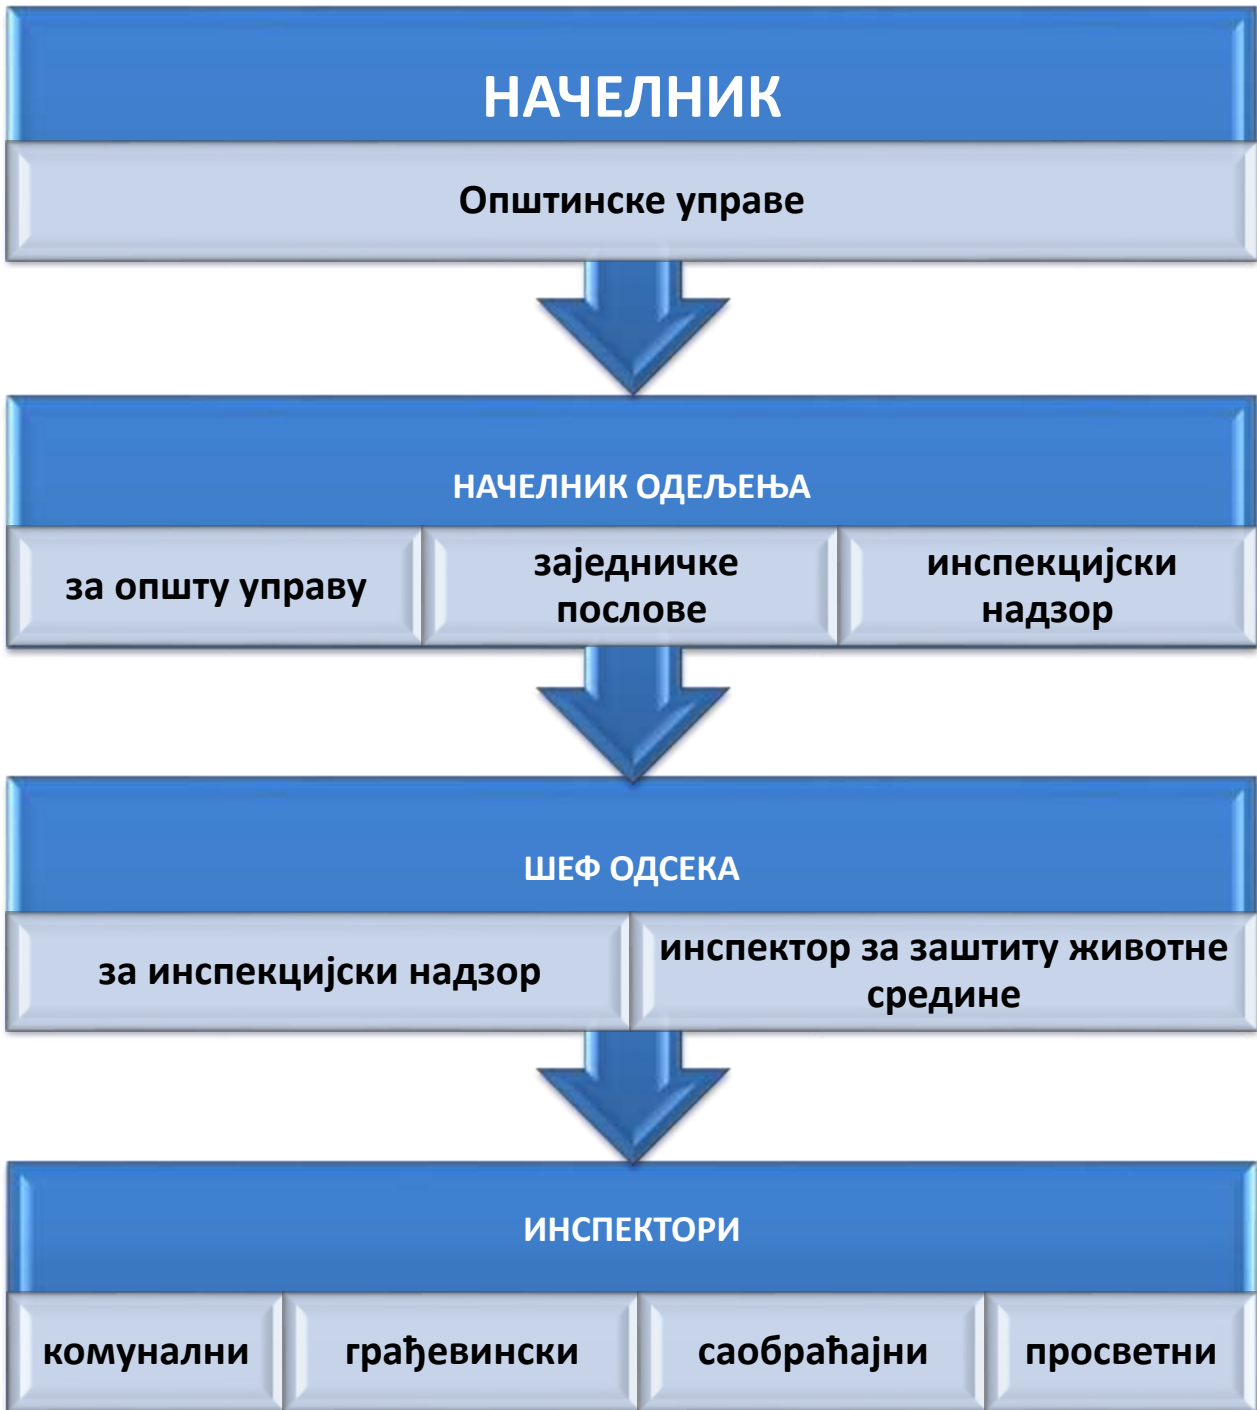 НАЧЕЛНИК
Општинске управе
НАЧЕЛНИК ОДЕЉЕЊА
за општу управу
заједничке
послове
инспекцијски
надзор
ШЕФ ОДСЕКА
за инспекцијски надзор
инспектор за заштиту животне
средине
ИНСПЕКТОРИ
комунални
грађевински
саобраћајни
просветни